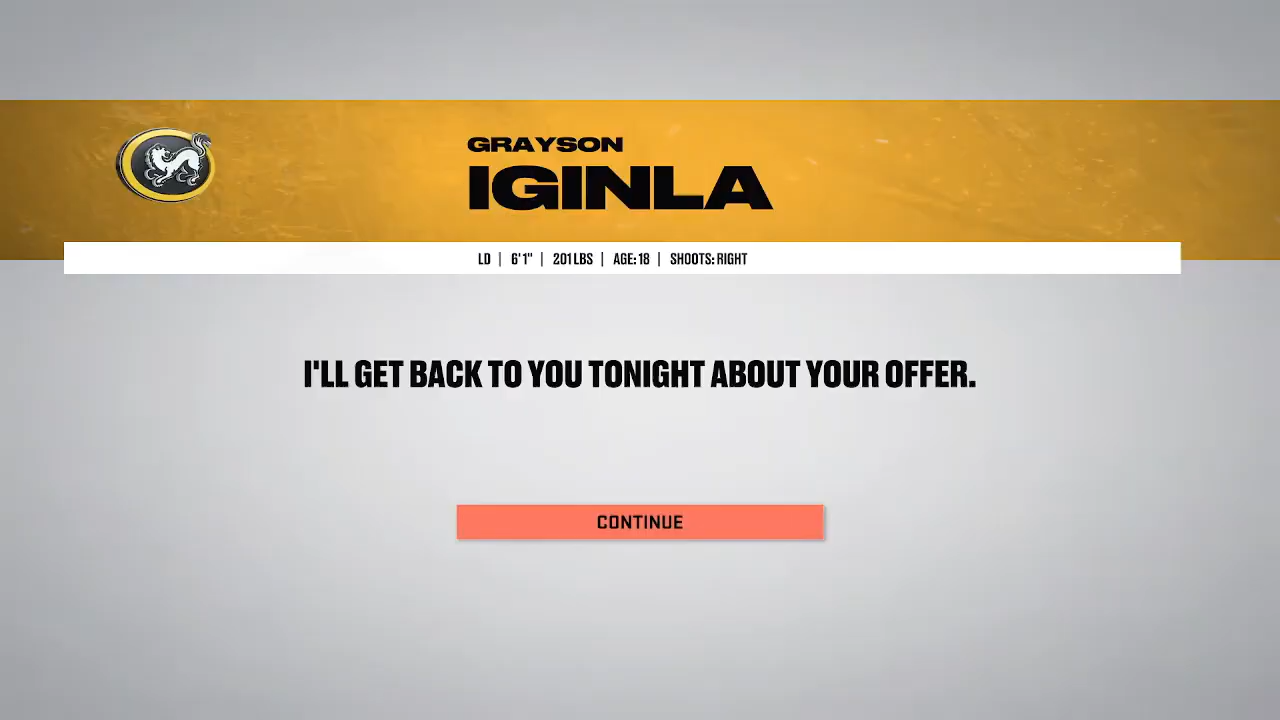 GRAYSON
IGINLA
LD | 6'1" | 201 LBS | AGE: 18 | SHOOTS: RIGHT
I'LL GET BACK TO YOU TONIGHT ABOUT YOUR OFFER.
CONTINUE